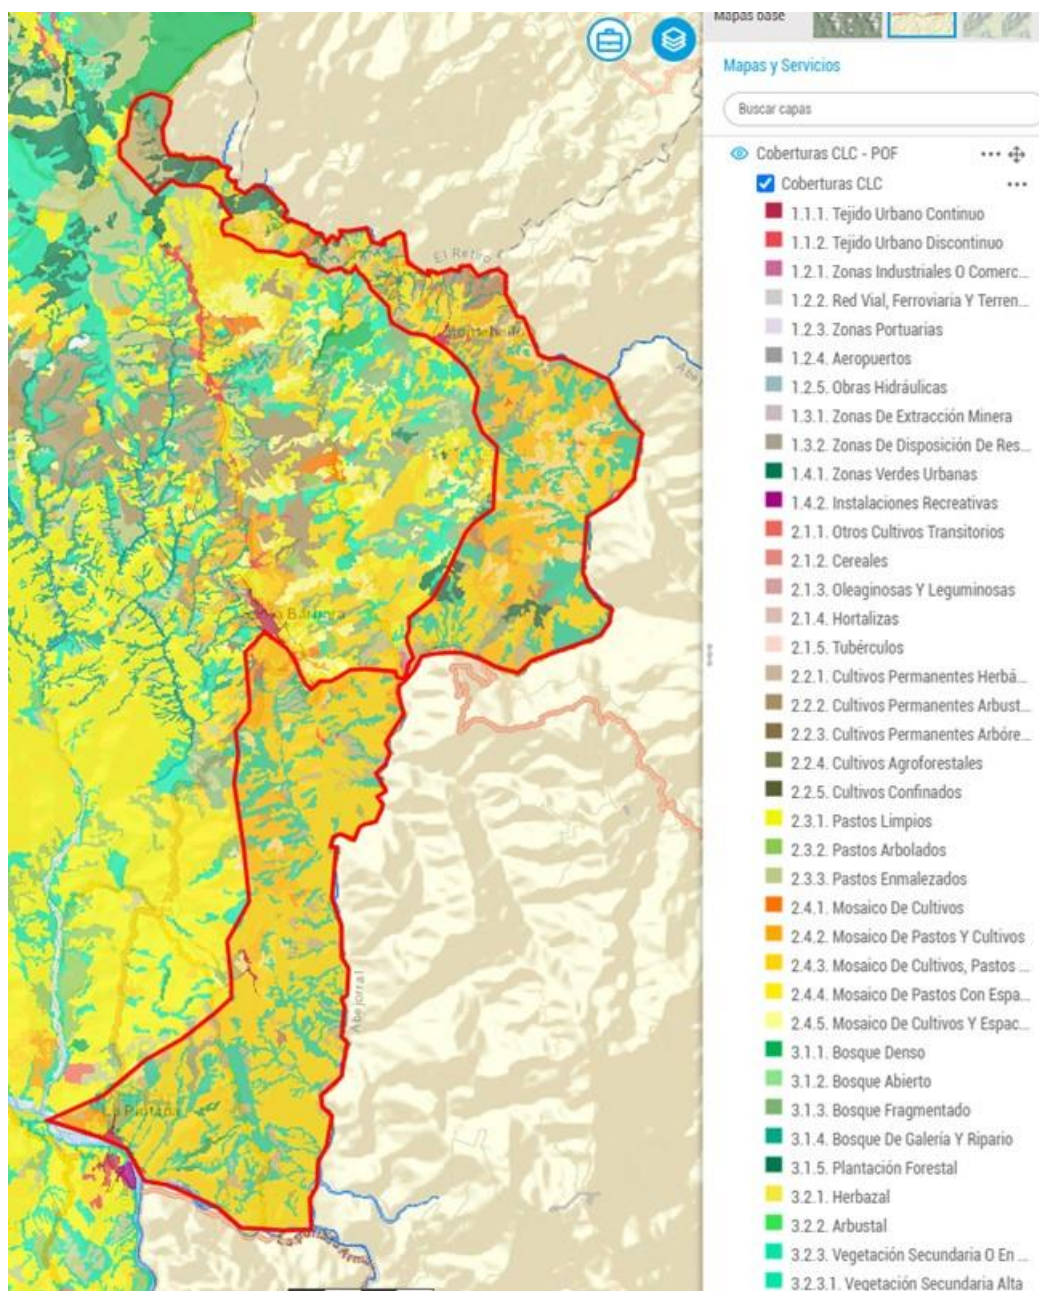 Mapas base
Mapas y Servicios
Buscar capas
Coberturas CLC - POF
Coberturas CLC
1.1.1. Tejido Urbano Continuo
1.1.2. Tejido Urbano Discontinuo
1.2.1. Zonas Industriales O Comerc...
1.2.2. Red Vial, Ferroviaria Y Terren...
1.2.3. Zonas Portuarias
1.2.4. Aeropuertos
1.2.5. Obras Hidráulicas
1.3.1. Zonas De Extracción Minera
1.3.2. Zonas De Disposición De Res...
1.4.1. Zonas Verdes Urbanas
1.4.2. Instalaciones Recreativas
2.1.1. Otros Cultivos Transitorios
2.1.2. Cereales
2.1.3. Oleaginosas Y Leguminosas
2.1.4. Hortalizas
2.1.5. Tubérculos
2.2.1. Cultivos Permanentes Herbá...
2.2.2. Cultivos Permanentes Arbust...
2.2.3. Cultivos Permanentes Arbóre...
2.2.4. Cultivos Agroforestales
2.2.5. Cultivos Confinados
2.3.1. Pastos Limpios
2.3.2. Pastos Arbolados
2.3.3. Pastos Enmalezados
2.4.1. Mosaico De Cultivos
2.4.2. Mosaico De Pastos Y Cultivos
2.4.3. Mosaico De Cultivos, Pastos ...
2.4.4. Mosaico De Pastos Con Espa...
2.4.5. Mosaico De Cultivos Y Espac...
3.1.1. Bosque Denso
3.1.2. Bosque Abierto
3.1.3. Bosque Fragmentado
3.1.4. Bosque De Galería Y Ripario
3.1.5. Plantación Forestal
3.2.1. Herbazal
3.2.2. Arbustal
3.2.3. Vegetación Secundaria O En ...
3.2.3.1. Vegetación Secundaria Alta
El Retiro
Abejorral
La Pintada